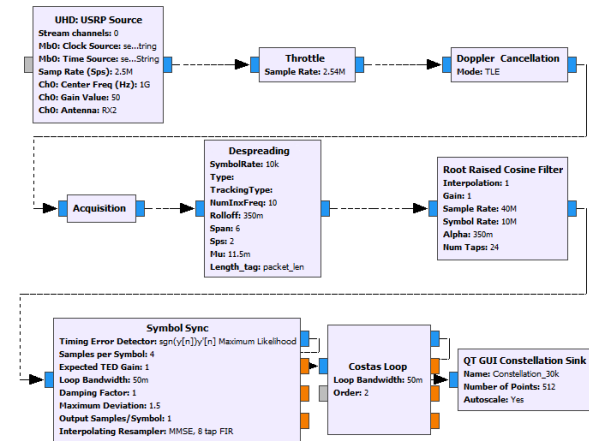 UHD: USRP Source
Stream channels: 0
Mb0: Clock Source: se...tring
Mb0: Time Source: se...String
Samp Rate (Sps): 2.5M
Ch0: Center Freq (Hz): 1G
Ch0: Gain Value: 50
Ch0: Antenna: RX2
Throttle
Sample Rate: 2.54M
Doppler Cancellation
Mode: TLE
Acquisition
Despreading
SymbolRate: 10k
Type:
TrackingType:
NumInxFreq: 10
Rolloff: 350m
Span: 6
Sps: 2
Mu: 11.5m
Length_tag: packet_len
Root Raised Cosine Filter
Interpolation: 1
Gain: 1
Sample Rate: 40M
Symbol Rate: 10M
Alpha: 350m
Num Taps: 24
Symbol Sync
Timing Error Detector: sgn(y[n])y'[n] Maximum Likelihood
Samples per Symbol: 4
Expected TED Gain: 1
Loop Bandwidth: 50m
Damping Factor: 1
Maximum Deviation: 1.5
Output Samples/Symbol: 1
Interpolating Resampler: MMSE, 8 tap FIR
Costas Loop
Loop Bandwidth: 50m
Order: 2
QT GUI Constellation Sink
Name: Constellation_30k
Number of Points: 512
Autoscale: Yes